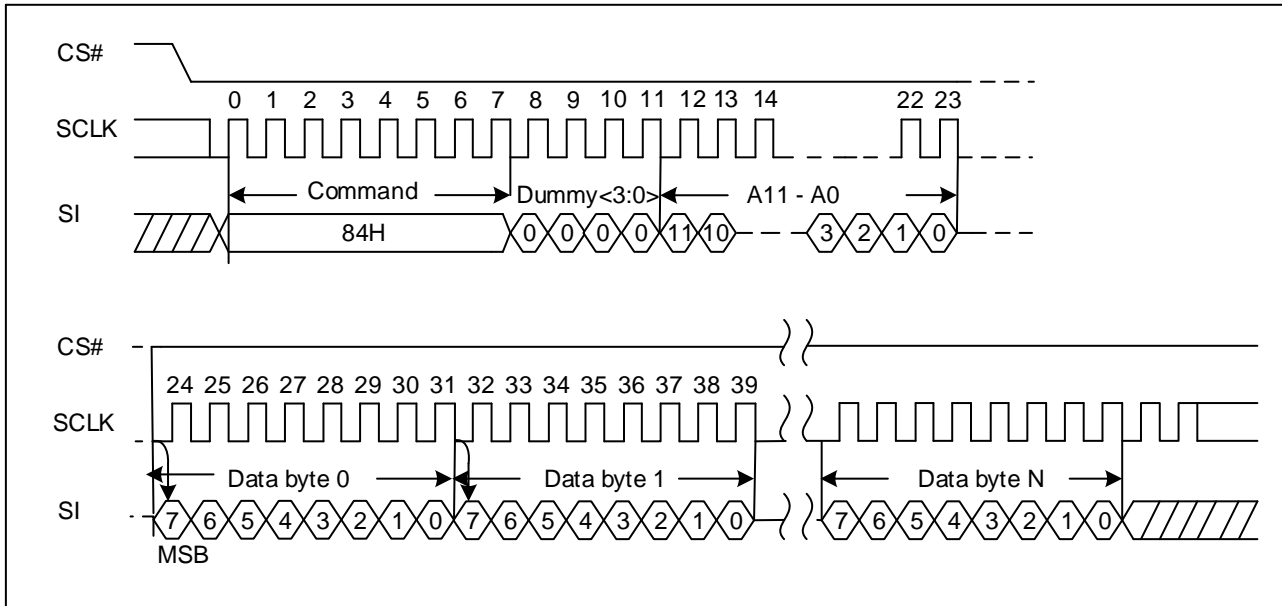 CS#
0 1 2 3 4 5 6 7 8 9 10 11 12 13 14 22 23
SCLK
Command Dummy<3:0> A11 - A0
SI
84H 0 0 0 0 11 10 3 2 1 0
CS#
24 25 26 27 28 29 30 31 32 33 34 35 36 37 38 39
SCLK
Data byte 0 Data byte 1 Data byte N
SI
7 6 5 4 3 2 1 0 7 6 5 4 3 2 1 0 7 6 5 4 3 2 1 0
MSB